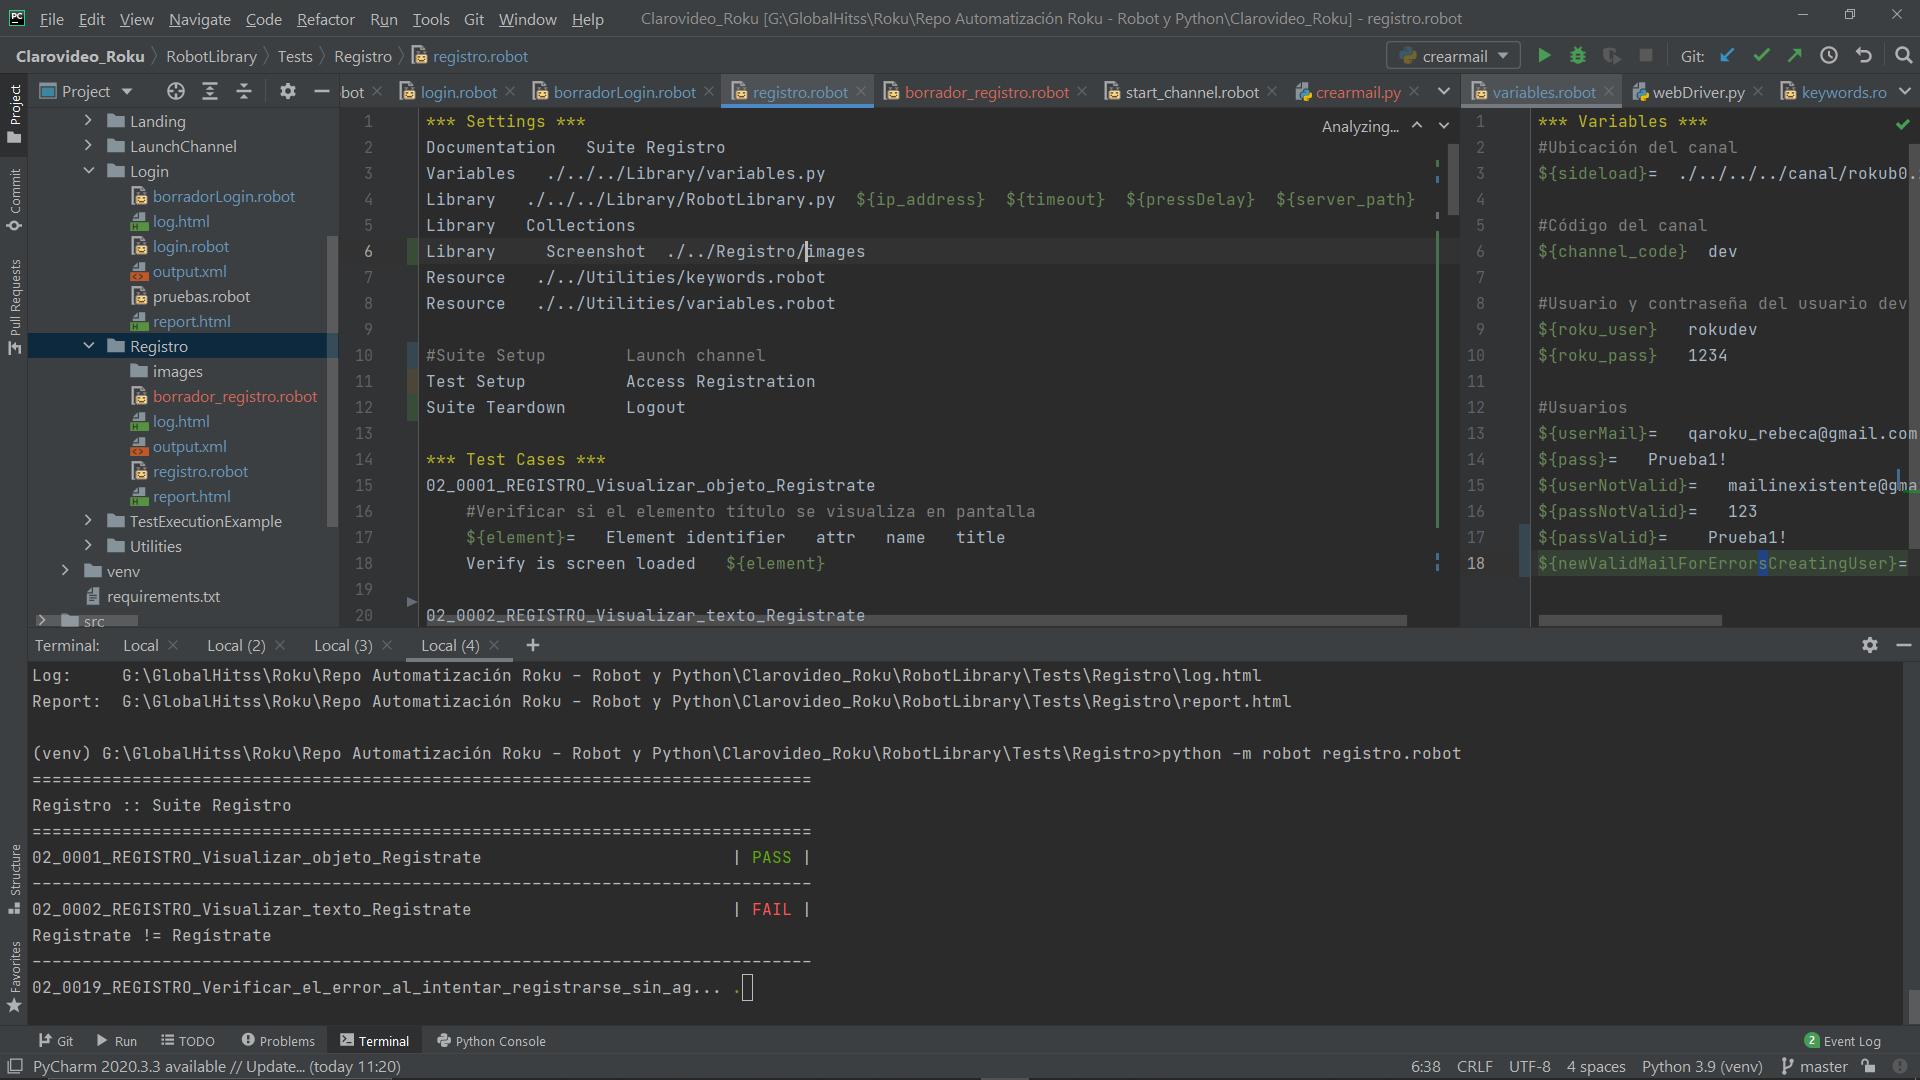 File Edit View Navigate Code Refactor Run Tools Git Window Help Clarovideo_Roku [G:\GlobalHitss\Roku\Repo Automatización Roku - Robot y Python\Clarovideo_Roku] - registro.robot
Clarovideo_Roku RobotLibrary Tests Registro registro.robot crearmail Git:
Project
bot login.robot borradorLogin.robot registro.robot borrador_registro.robot start_channel.robot crearmail.py variables.robot webDriver.py keywords.ro
Project
Commit
Pull Requests
Landing
LaunchChannel
Login
borradorLogin.robot
log.html
login.robot
output.xml
pruebas.robot
report.html
Registro
images
borrador_registro.robot
log.html
output.xml
registro.robot
report.html
TestExecutionExample
Utilities
venv
requirements.txt
src
Analyzing...
1 *** Settings ***
2 Documentation Suite Registro
3 Variables ./../../Library/variables.py
4 Library ./../../Library/RobotLibrary.py ${ip_address} ${timeout} ${pressDelay} ${server_path}
5 Library Collections
6 Library Screenshot ./../Registro/images
7 Resource ./../Utilities/keywords.robot
8 Resource ./../Utilities/variables.robot
9
10 #Suite Setup Launch channel
11 Test Setup Access Registration
12 Suite Teardown Logout
13
14 *** Test Cases ***
15 02_0001_REGISTRO_Visualizar_objeto_Registrate
16 #Verificar si el elemento titulo se visualiza en pantalla
17 ${element}= Element identifier attr name title
18 Verify is screen loaded ${element}
19
20 02_0002_REGISTRO_Visualizar_texto_Registrate
1 *** Variables ***
2 #Ubicación del canal
3 ${sideload}= ./../../../canal/rokub0.
4
5 #Código del canal
6 ${channel_code} dev
7
8 #Usuario y contraseña del usuario dev
9 ${roku_user} rokudev
10 ${roku_pass} 1234
11
12 #Usuarios
13 ${userMail}= qaroku_rebeca@gmail.com
14 ${pass}= Prueba1!
15 ${userNotValid}= mailinexistente@gma
16 ${passNotValid}= 123
17 ${passValid}= Prueba1!
18 ${newValidMailForErrorsCreatingUser}=
Terminal: Local Local (2) Local (3) Local (4)
Log: G:\GlobalHitss\Roku\Repo Automatización Roku - Robot y Python\Clarovideo_Roku\RobotLibrary\Tests\Registro\log.html
Report: G:\GlobalHitss\Roku\Repo Automatización Roku - Robot y Python\Clarovideo_Roku\RobotLibrary\Tests\Registro\report.html
(venv) G:\GlobalHitss\Roku\Repo Automatización Roku - Robot y Python\Clarovideo_Roku\RobotLibrary\Tests\Registro>python -m robot registro.robot
==============================================================================
Registro :: Suite Registro
==============================================================================
02_0001_REGISTRO_Visualizar_objeto_Registrate | PASS |
------------------------------------------------------------------------------
02_0002_REGISTRO_Visualizar_texto_Registrate | FAIL |
Registrate != Regístrate
------------------------------------------------------------------------------
02_0019_REGISTRO_Verificar_el_error_al_intentar_registrarse_sin_ag... .
Structure
Favorites
Git Run TODO Problems Terminal Python Console 2 Event Log
PyCharm 2020.3.3 available // Update... (today 11:20) 6:38 CRLF UTF-8 4 spaces Python 3.9 (venv) master